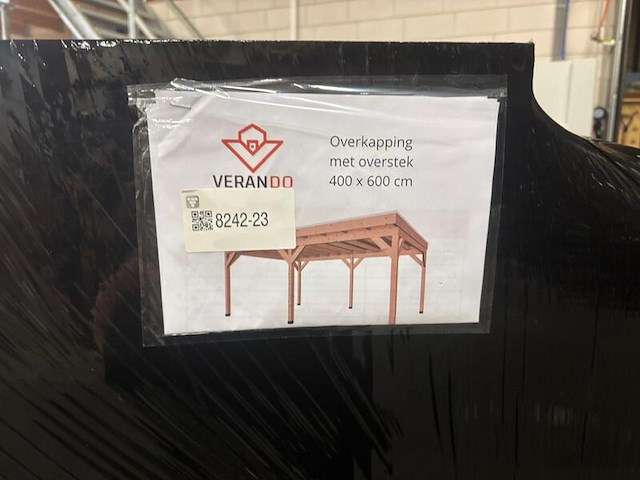 Overkapping
met overstek
400 x 600 cm
VERANDO
8242-23